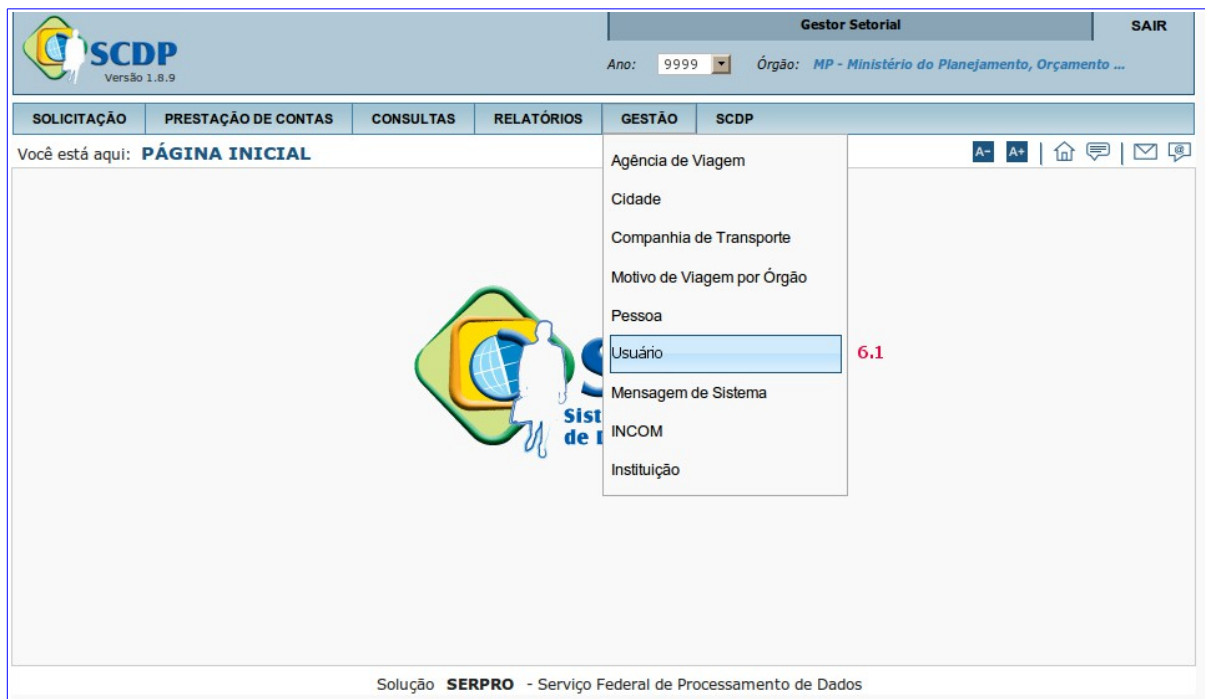 Gestor Setorial
SAIR
SCDP
Versão 1.8.9
Ano: 9999 Órgão: MP - Ministério do Planejamento, Orçamento ...
SOLICITAÇÃO PRESTAÇÃO DE CONTAS CONSULTAS RELATÓRIOS GESTÃO SCDP
Você está aqui: PÁGINA INICIAL
A- A+
Agência de Viagem
Cidade
Companhia de Transporte
Motivo de Viagem por Órgão
Pessoa
Usuário 6.1
Mensagem de Sistema
INCOM
Instituição
S
Sist
de D
Solução SERPRO - Serviço Federal de Processamento de Dados